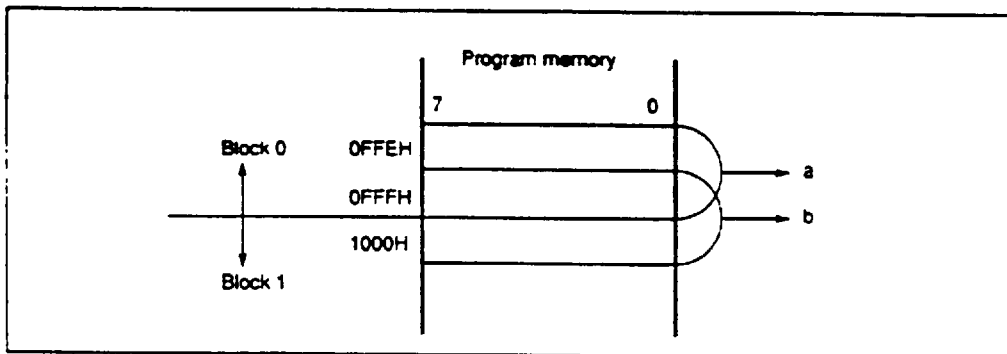 Program memory
7 0
Block 0 0FFEH
a
0FFFH
b
1000H
Block 1